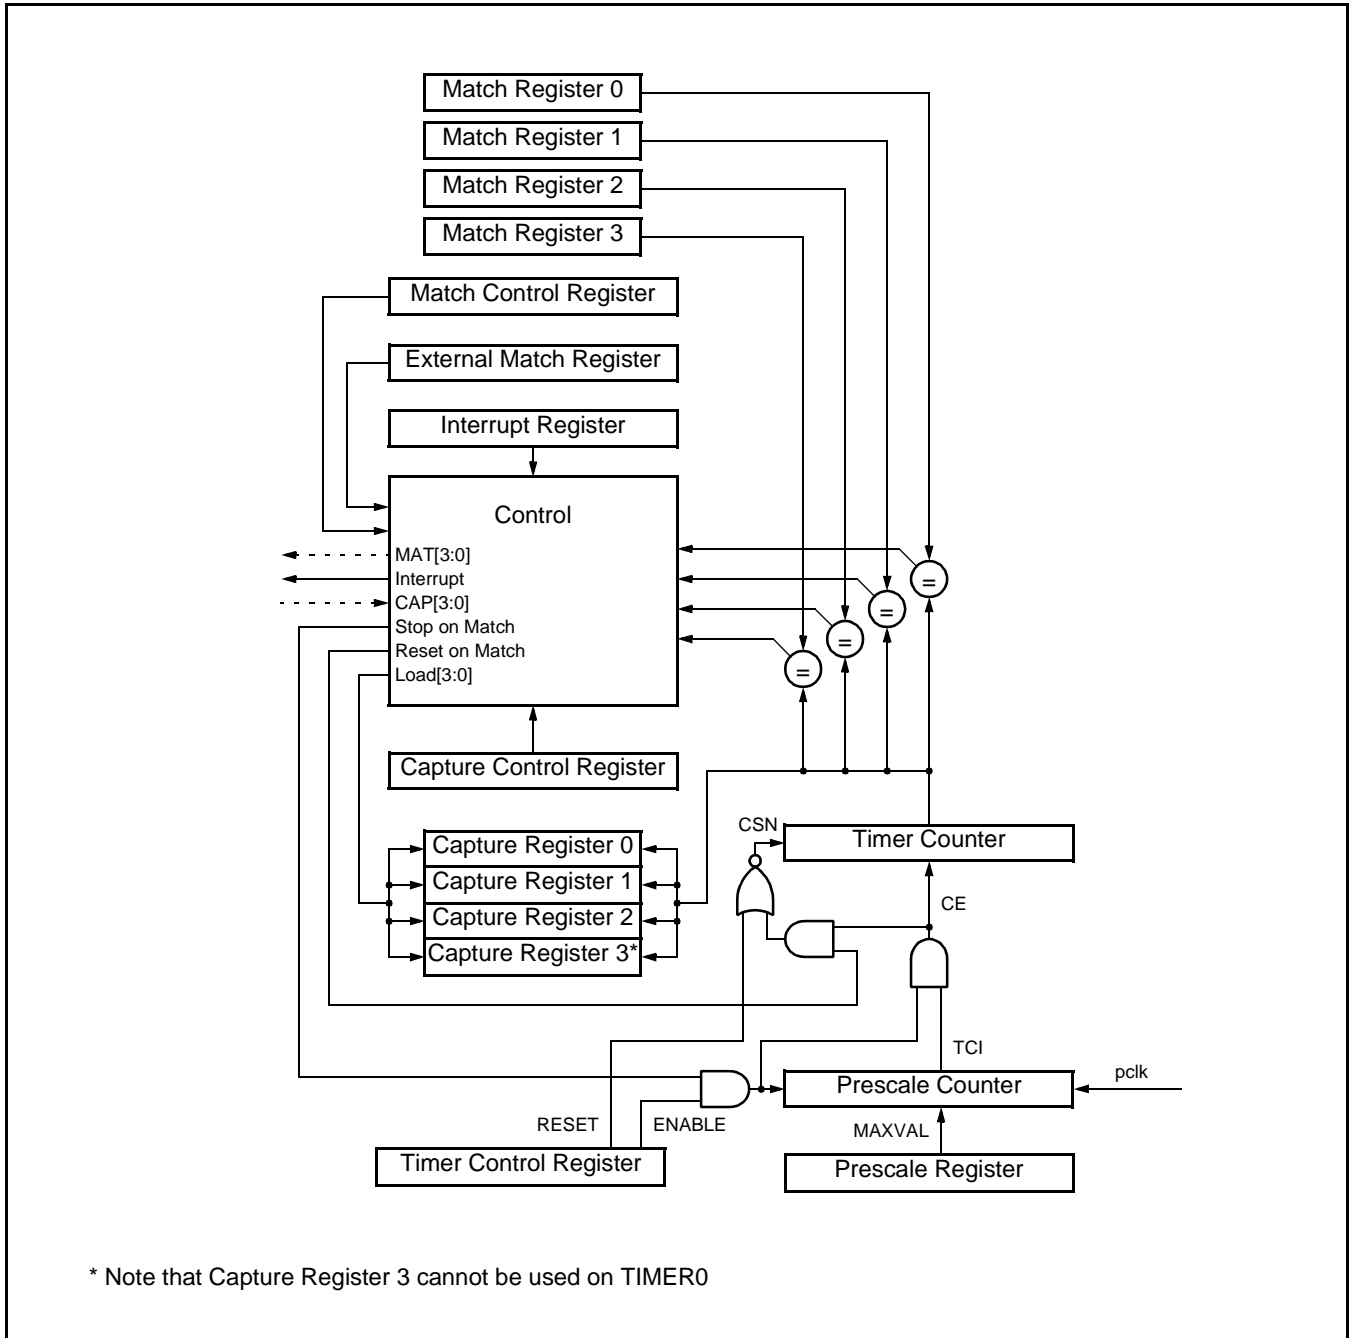 Match Register 0
Match Register 1
Match Register 2
Match Register 3
Match Control Register
External Match Register
Interrupt Register
Control
MAT[3:0]
Interrupt
CAP[3:0]
Stop on Match
Reset on Match
Load[3:0]
=
=
=
=
Capture Control Register
CSN
Timer Counter
Capture Register 0
Capture Register 1
Capture Register 2
Capture Register 3*
CE
TCI
pclk
Prescale Counter
RESET
ENABLE
MAXVAL
Timer Control Register
Prescale Register
* Note that Capture Register 3 cannot be used on TIMER0